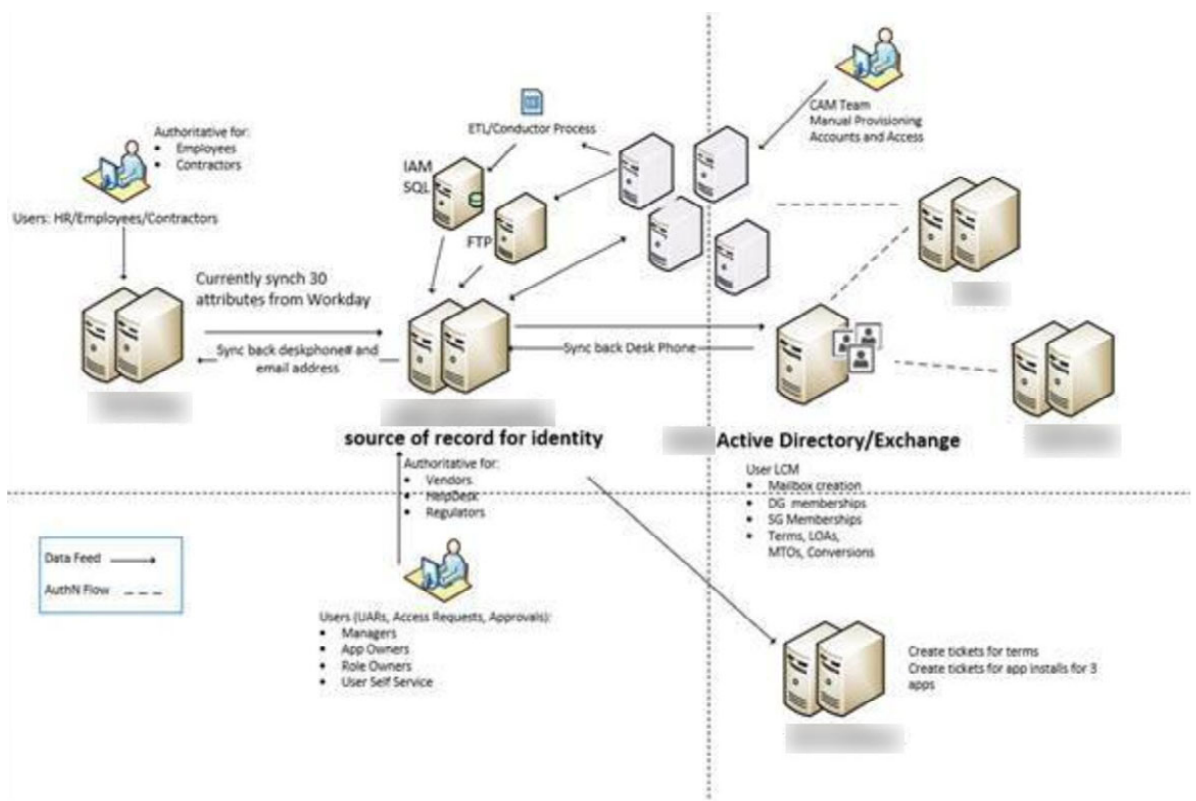 Authoritative for:
• Employees
• Contractors
Users: HR/Employees/Contractors
ETL/Conductor Process
IAM
SQL
FTP
CAM Team
Manual Provisioning
Accounts and Access
Currently synch 30
attributes from Workday
Sync back deskphone# and
email address
Sync back Desk Phone
source of record for identity
Active Directory/Exchange
Authoritative for:
• Vendors
• HelpDesk
• Regulators
User LCM
• Mailbox creation
• DG memberships
• SG Memberships
• Terms, LOAs,
MTOs, Conversions
Data Feed
AuthN Flow
Users (UARs, Access Requests, Approvals):
• Managers
• App Owners
• Role Owners
• User Self Service
Create tickets for terms
Create tickets for app installs for 3
apps